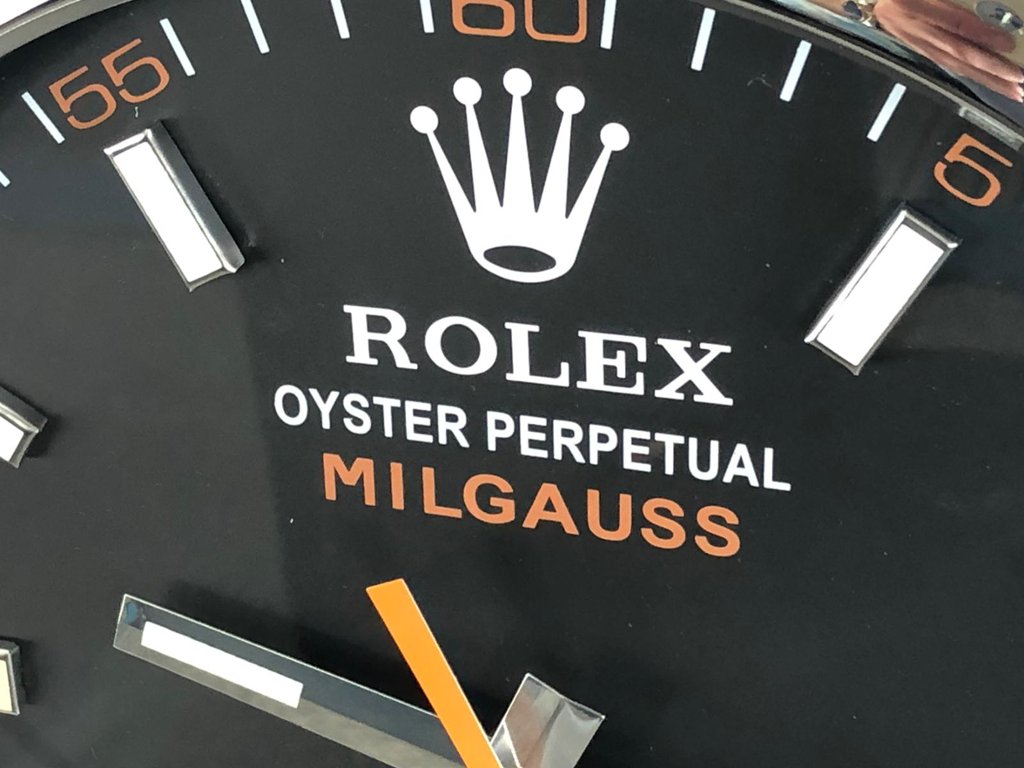 55
60
5
ROLEX
OYSTER PERPETUAL
MILGAUSS